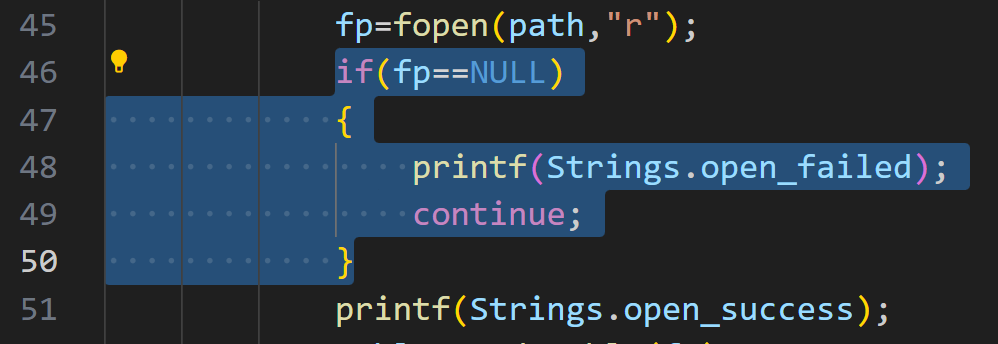 45 fp=fopen(path,"r");
46 if(fp==NULL)
47 {
48 printf(Strings.open_failed);
49 continue;
50 }
51 printf(Strings.open_success);